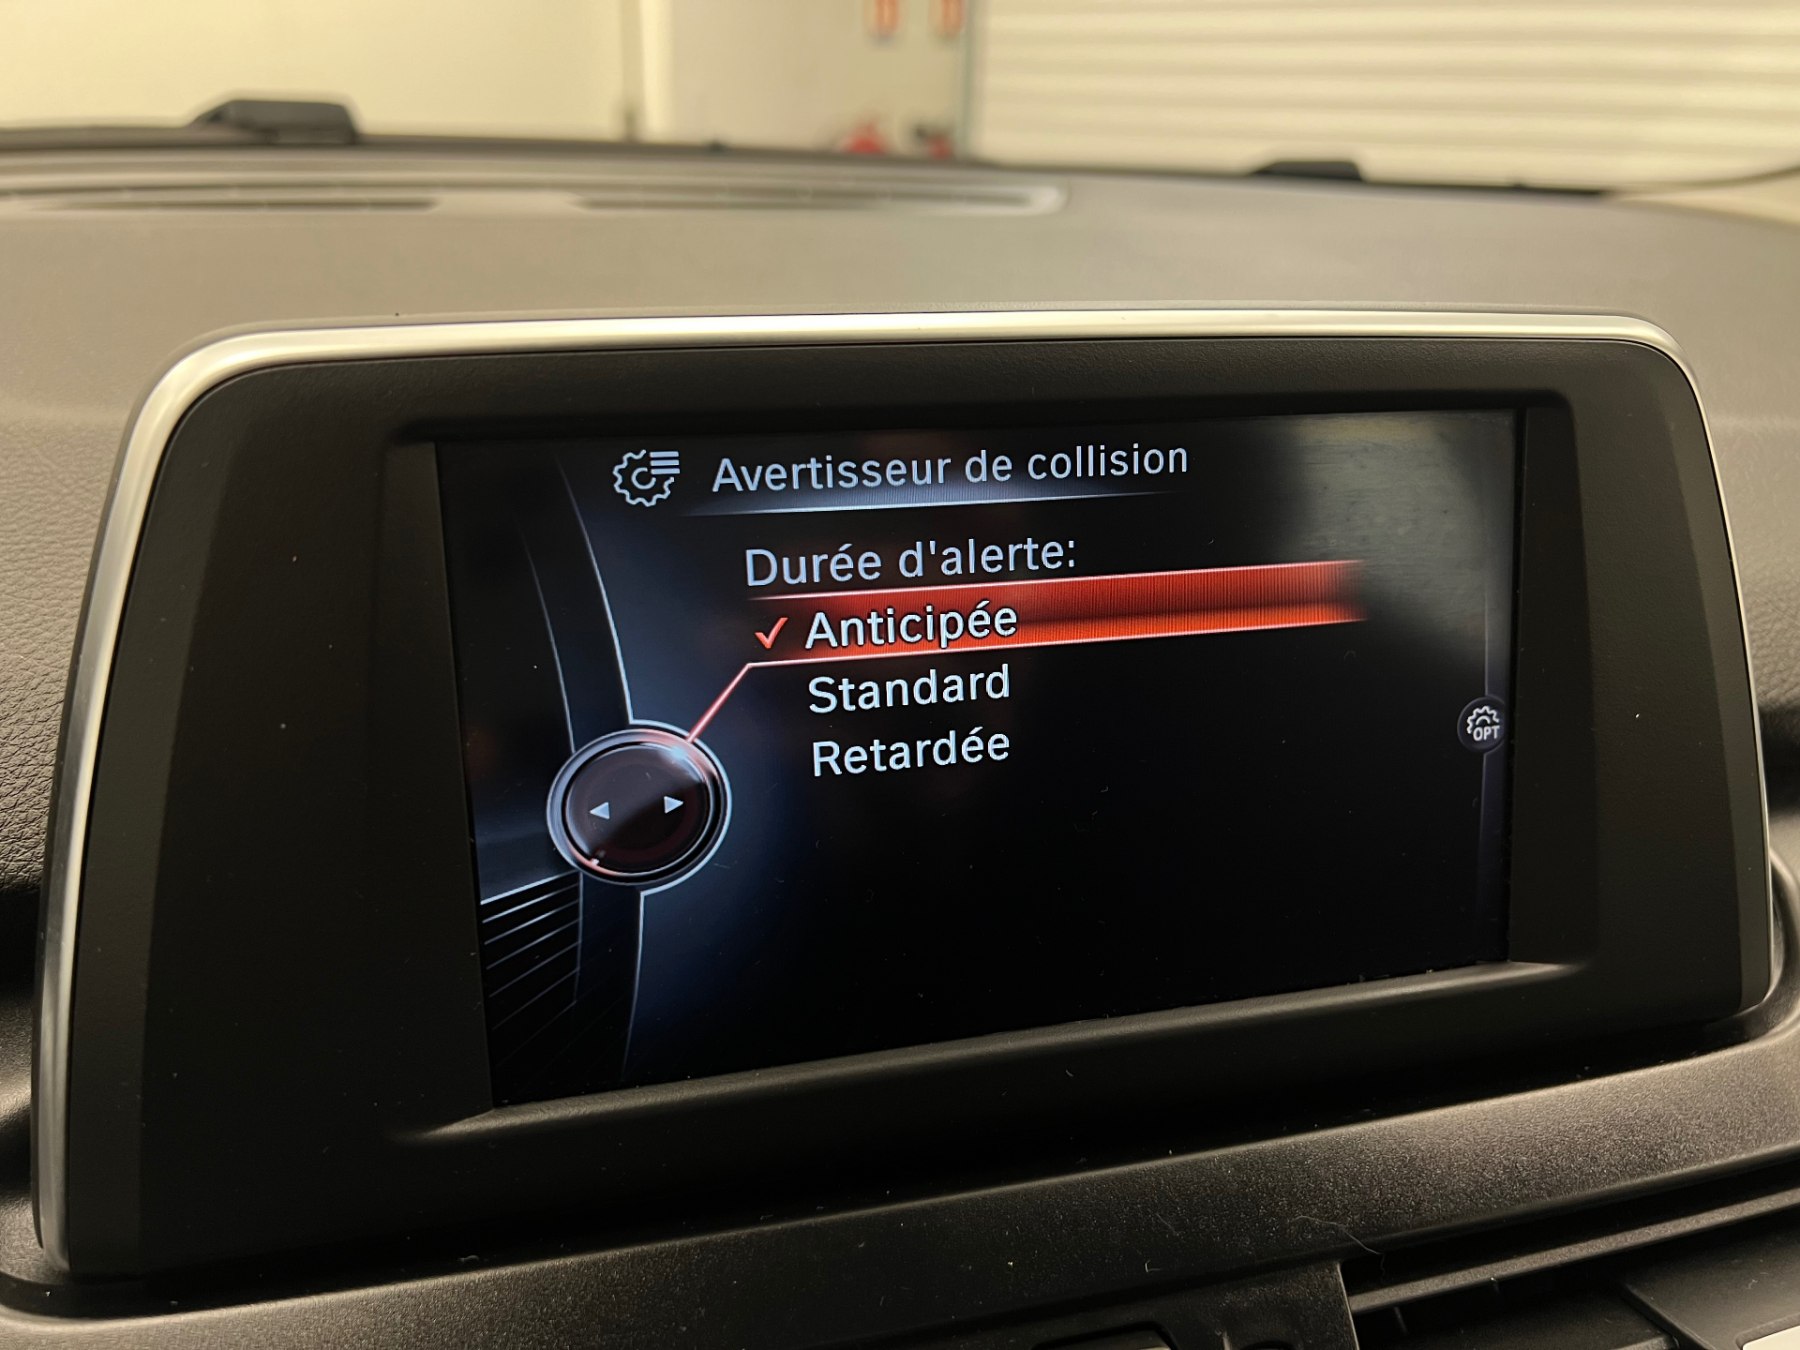 Avertisseur de collision
Durée d'alerte:
Anticipée
Standard
Retardée
OPT